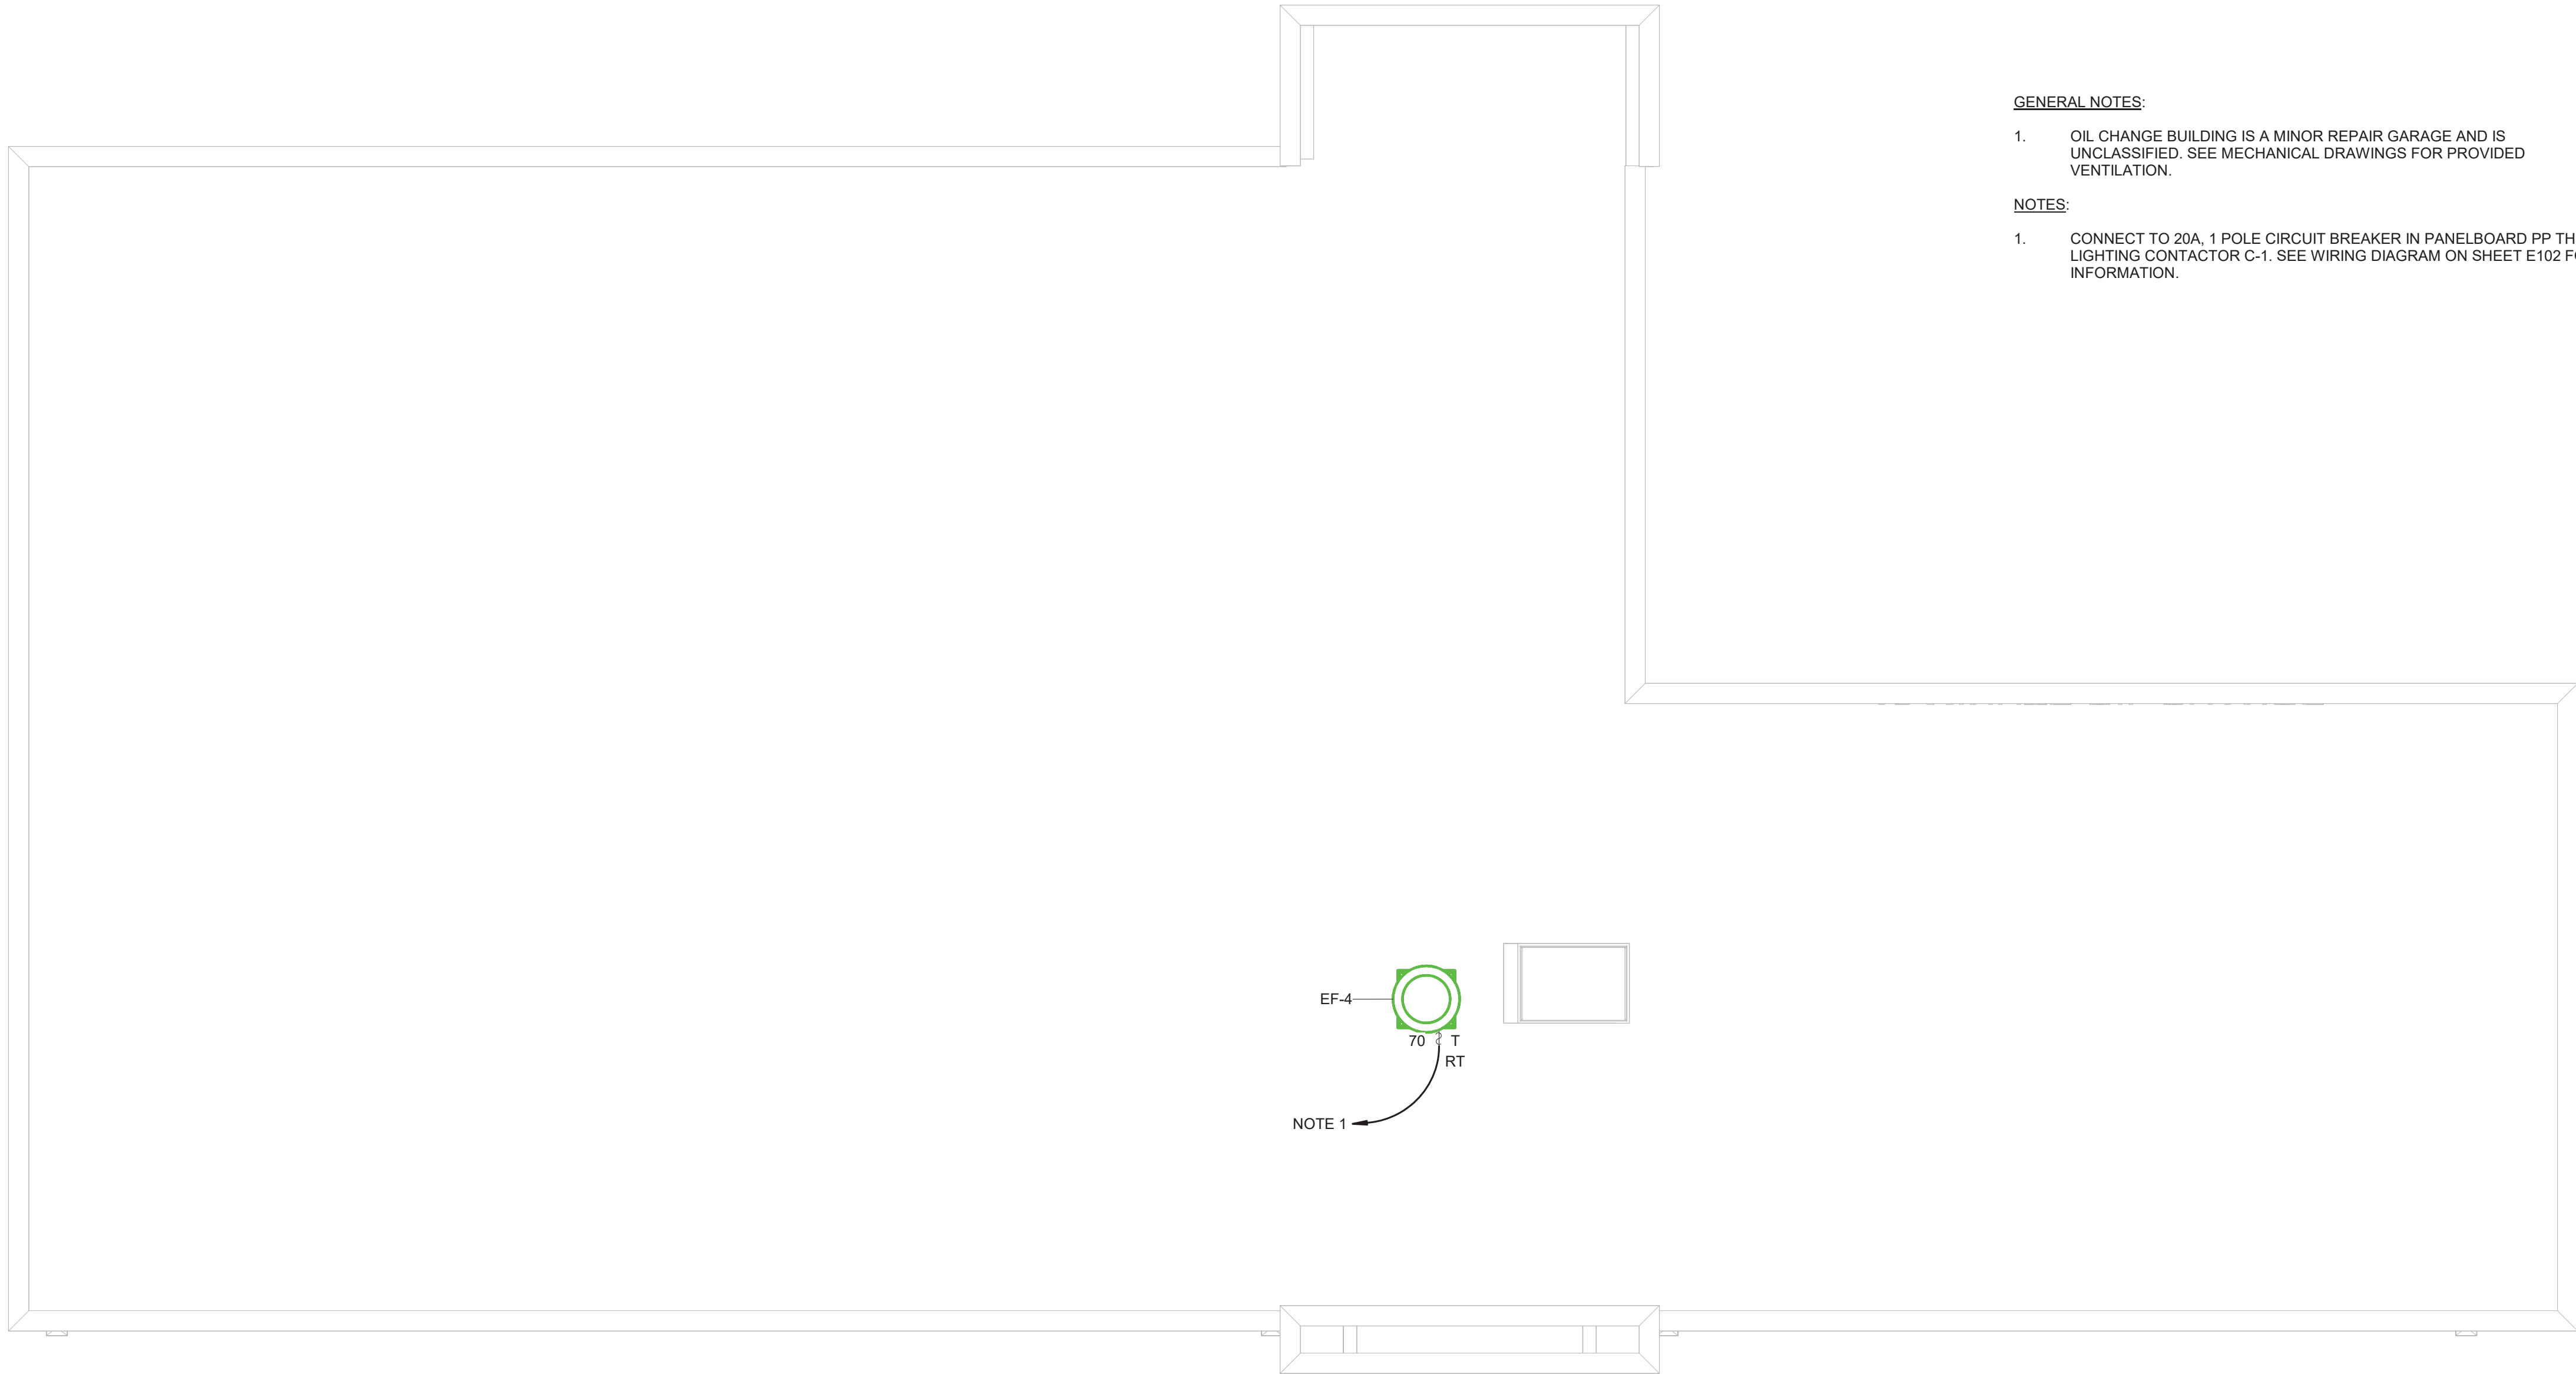 GENERAL NOTES:
1. OIL CHANGE BUILDING IS A MINOR REPAIR GARAGE AND IS
UNCLASSIFIED. SEE MECHANICAL DRAWINGS FOR PROVIDED
VENTILATION.
NOTES:
1. CONNECT TO 20A, 1 POLE CIRCUIT BREAKER IN PANELBOARD PP
LIGHTING CONTACTOR C-1. SEE WIRING DIAGRAM ON SHEET E102
INFORMATION.
EF-4
70 T
RT
NOTE 1